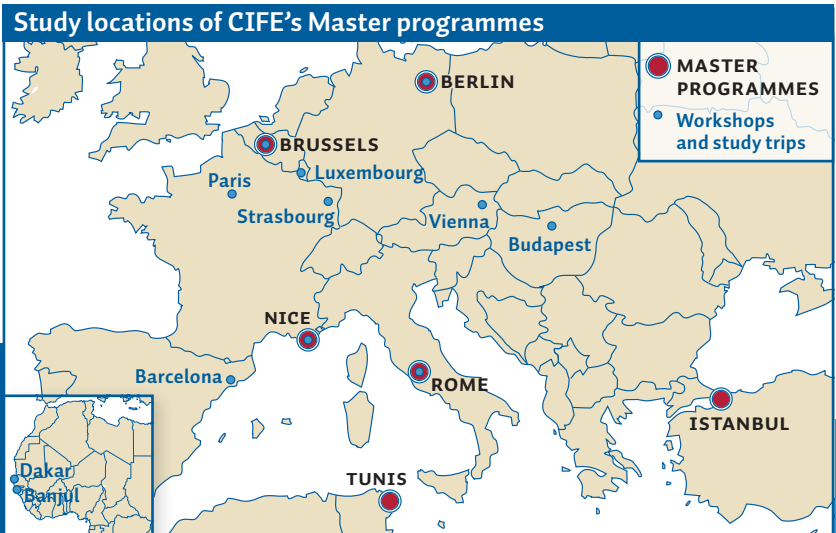 Study locations of CIFE's Master programmes
MASTER
PROGRAMMES
Workshops
and study trips
BERLIN
BRUSSELS
Luxembourg
Paris
Strasbourg
Vienna
Budapest
NICE
Barcelona
ROME
ISTANBUL
TUNIS
Dakar
Banjul